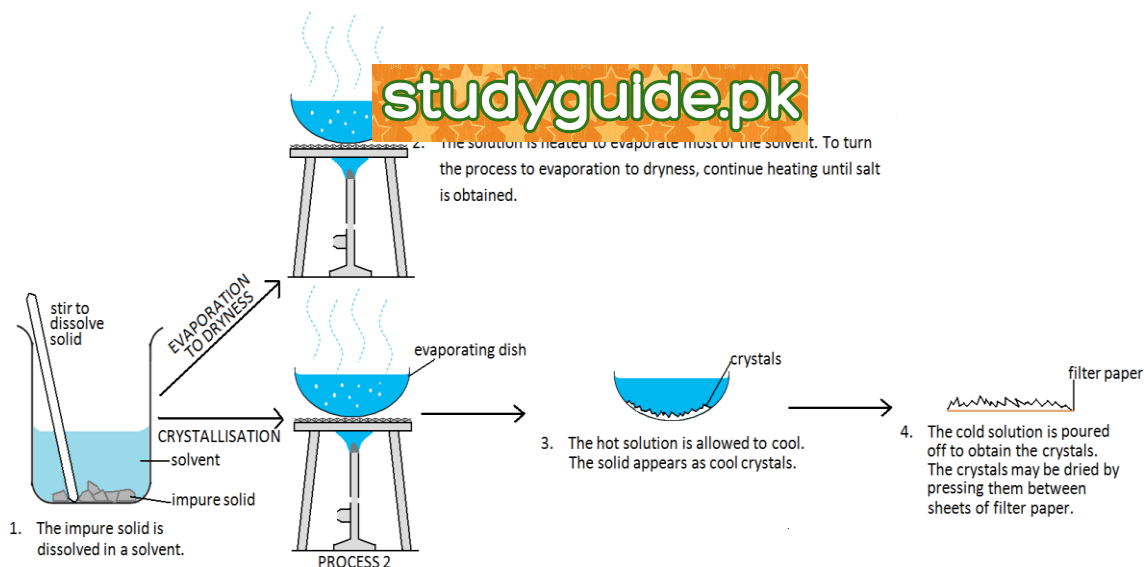 studyguide.pk
2. The solution is heated to evaporate most of the solvent. To turn
the process to evaporation to dryness, continue heating until salt
is obtained.
EVAPORATION
TO DRYNESS
stir to
dissolve
solid
evaporating dish
crystals
filter paper
CRYSTALLISATION
solvent
impure solid
1. The impure solid is
dissolved in a solvent.
PROCESS 2
3. The hot solution is allowed to cool.
The solid appears as cool crystals.
4. The cold solution is poured
off to obtain the crystals.
The crystals may be dried by
pressing them between
sheets of filter paper.